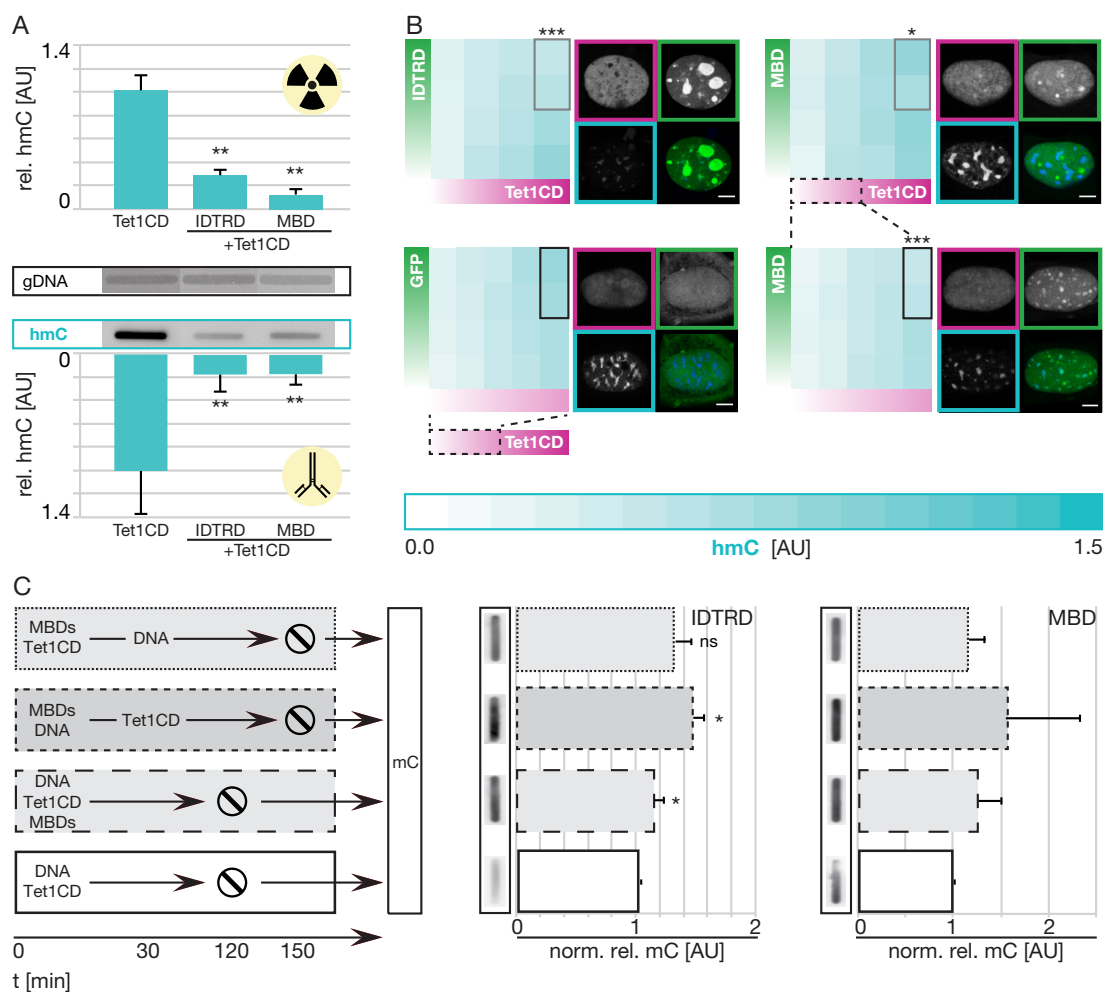 A
1.4
rel. hmC [AU]
0
**
**
Tet1CD
IDTRD
MBD
+Tet1CD
gDNA
hmC
0
rel. hmC [AU]
1.4
**
**
Tet1CD
IDTRD
MBD
+Tet1CD
B
***
IDTRD
Tet1CD
*
MBD
Tet1CD
GFP
Tet1CD
***
MBD
0.0
hmC [AU]
1.5
C
MBDs
Tet1CD
DNA
MBDs
DNA
Tet1CD
DNA
Tet1CD
MBDs
DNA
Tet1CD
mC
0 30 120 150
t [min]
IDTRD
ns
*
*
0 1 2
norm. rel. mC [AU]
MBD
0 1 2
norm. rel. mC [AU]